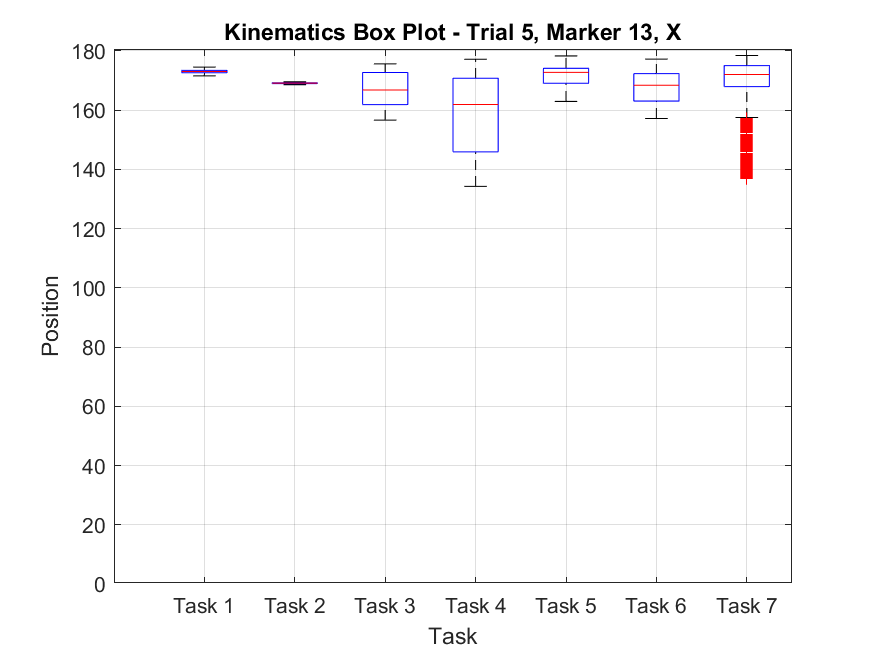 Kinematics Box Plot - Trial 5, Marker 13, X
180
160
140
120
100
80
60
40
20
0
Position
Task 1 Task 2 Task 3 Task 4 Task 5 Task 6 Task 7
Task